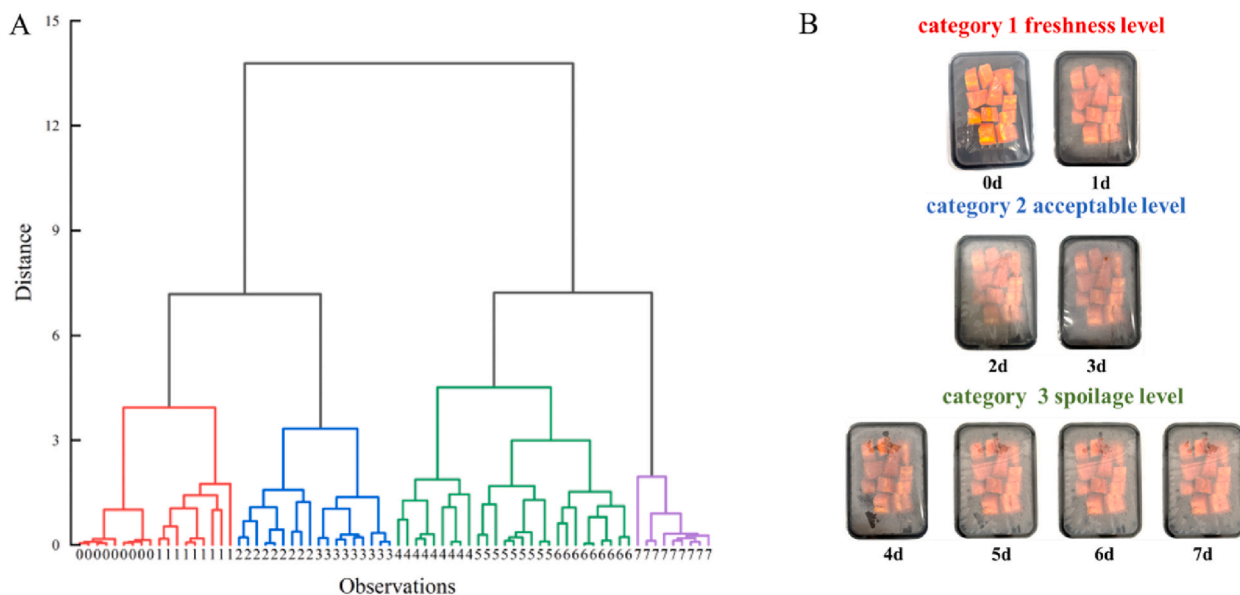 A
15
12
9
6
3
0
Distance
00000000001111111111222222222233333333334444444444555555555566666666667777777777
Observations
B
category 1 freshness level
0d 1d
category 2 acceptable level
2d 3d
category 3 spoilage level
4d 5d 6d 7d